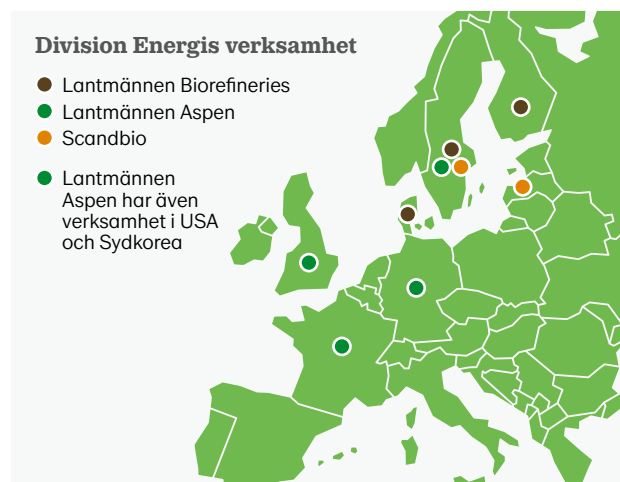 Division Energis verksamhet
Lantmännen Biorefineries
Lantmännen Aspen
Scandbio
Lantmännen
Aspen har även
verksamhet i USA
och Sydkorea